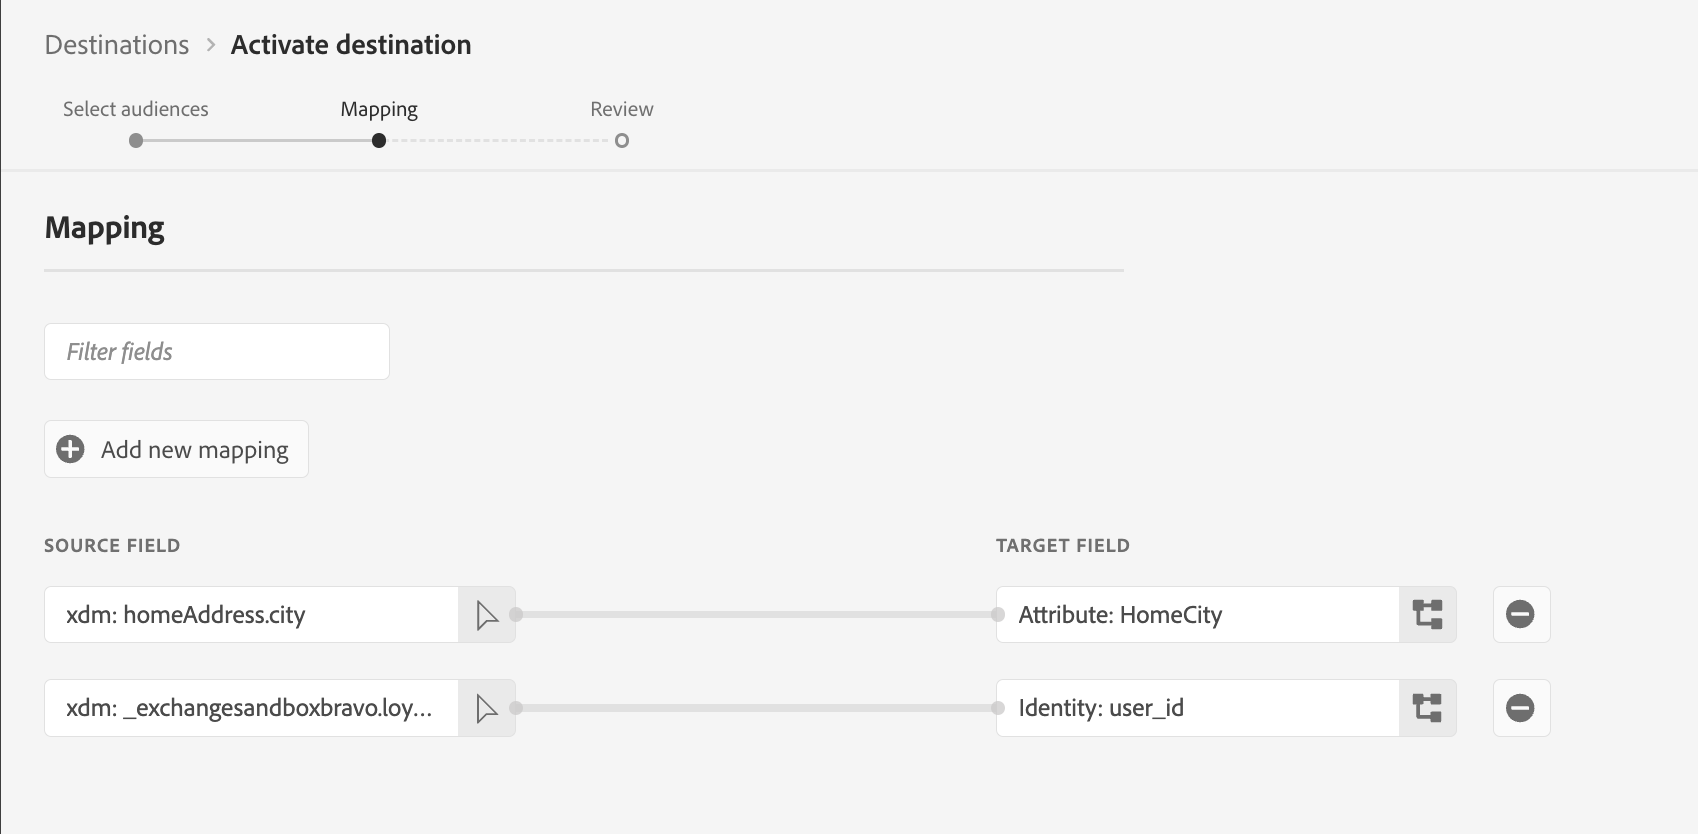 Destinations > Activate destination
Select audiences Mapping Review
Mapping
Filter fields
Add new mapping
SOURCE FIELD TARGET FIELD
xdm: homeAddress.city Attribute: HomeCity
xdm: _exchangesandboxbravo.loy... Identity: user_id